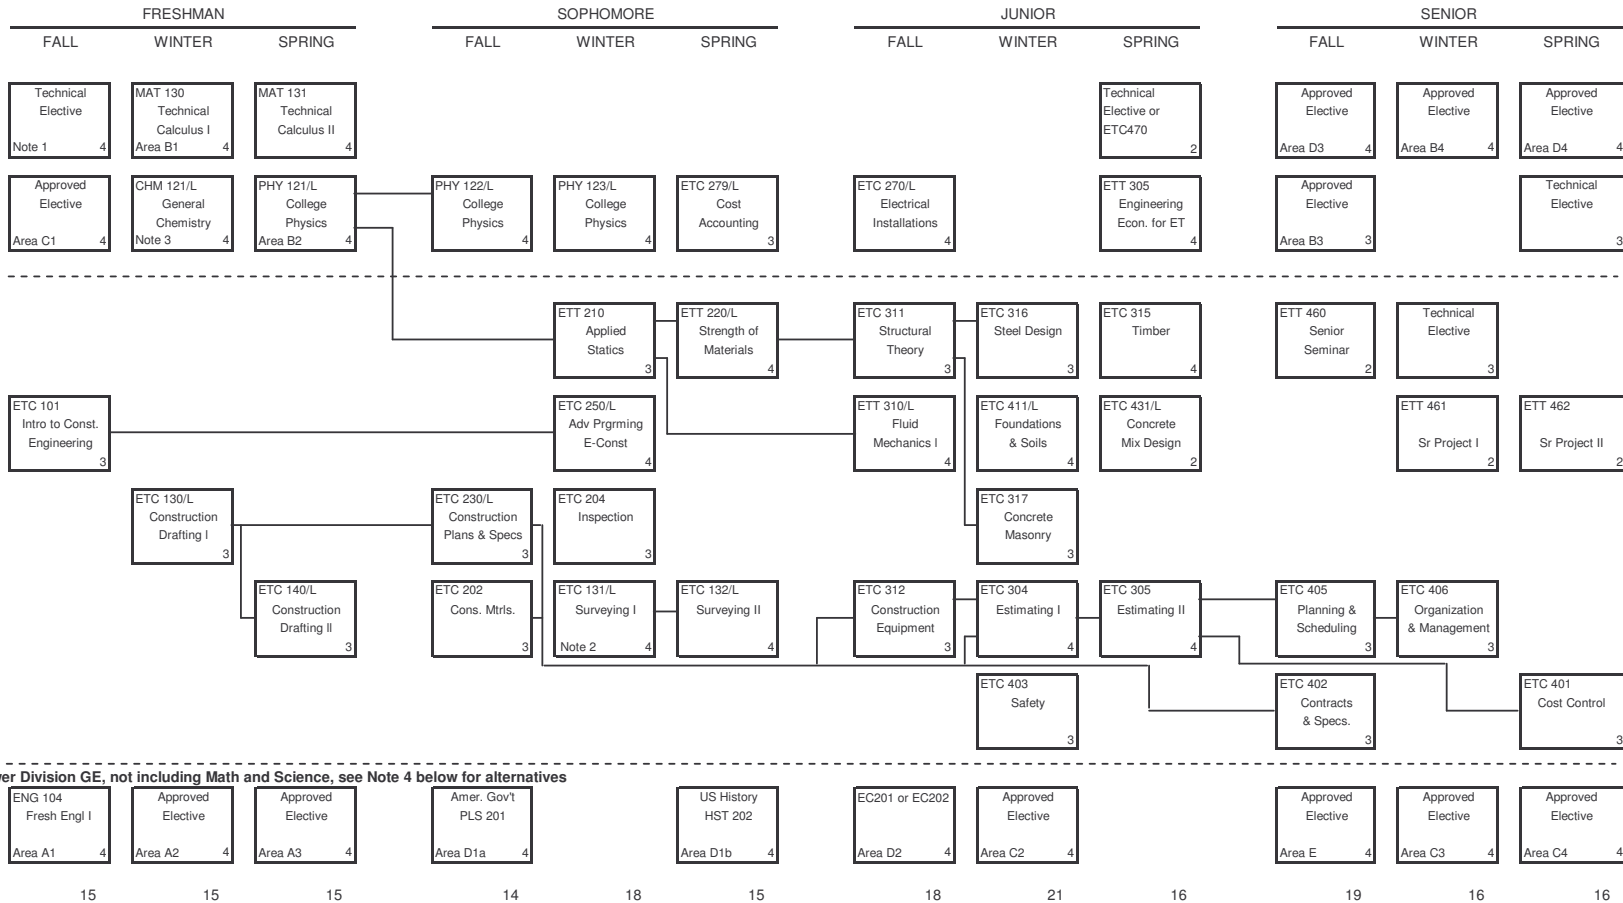 FRESHMAN
SOPHOMORE
JUNIOR
SENIOR
FALL
WINTER
SPRING
FALL
WINTER
SPRING
FALL
WINTER
SPRING
FALL
WINTER
SPRING
Technical
Elective
Note 1 4
MAT 130
Technical
Calculus I
Area B1 4
MAT 131
Technical
Calculus II
4
Technical
Elective or
ETC470
2
Approved
Elective
Area D3 4
Approved
Elective
Area B4 4
Approved
Elective
Area D4 4
Approved
Elective
Area C1 4
CHM 121/L
General
Chemistry
Note 3 4
PHY 121/L
College
Physics
Area B2 4
PHY 122/L
College
Physics
4
PHY 123/L
College
Physics
4
ETC 279/L
Cost
Accounting
3
ETC 270/L
Electrical
Installations
4
ETT 305
Engineering
Econ. for ET
4
Approved
Elective
Area B3 3
Technical
Elective
3
ETT 210
Applied
Statics
3
ETT 220/L
Strength of
Materials
4
ETC 311
Structural
Theory
3
ETC 316
Steel Design
3
ETC 315
Timber
4
ETT 460
Senior
Seminar
2
Technical
Elective
3
ETC 101
Intro to Const.
Engineering
3
ETC 250/L
Adv Prgrming
E-Const
4
ETT 310/L
Fluid
Mechanics I
4
ETC 411/L
Foundations
& Soils
4
ETC 431/L
Concrete
Mix Design
2
ETT 461
Sr Project I
2
ETT 462
Sr Project II
2
ETC 130/L
Construction
Drafting I
3
ETC 230/L
Construction
Plans & Specs
3
ETC 204
Inspection
3
ETC 317
Concrete
Masonry
3
ETC 140/L
Construction
Drafting II
3
ETC 202
Cons. Mtrls.
3
ETC 131/L
Surveying I
Note 2 4
ETC 132/L
Surveying II
4
ETC 312
Construction
Equipment
3
ETC 304
Estimating I
4
ETC 305
Estimating II
4
ETC 405
Planning &
Scheduling
3
ETC 406
Organization
& Management
3
ETC 403
Safety
3
ETC 402
Contracts
& Specs.
3
ETC 401
Cost Control
3
er Division GE, not including Math and Science, see Note 4 below for alternatives
ENG 104
Fresh Engl I
Area A1 4
Approved
Elective
Area A2 4
Approved
Elective
Area A3 4
Amer. Gov't
PLS 201
Area D1a 4
US History
HST 202
Area D1b 4
EC201 or EC202
Area D2 4
Approved
Elective
Area C2 4
Approved
Elective
Area E 4
Approved
Elective
Area C3 4
Approved
Elective
Area C4 4
15 15 15 14 18 15 18 21 16 19 16 16